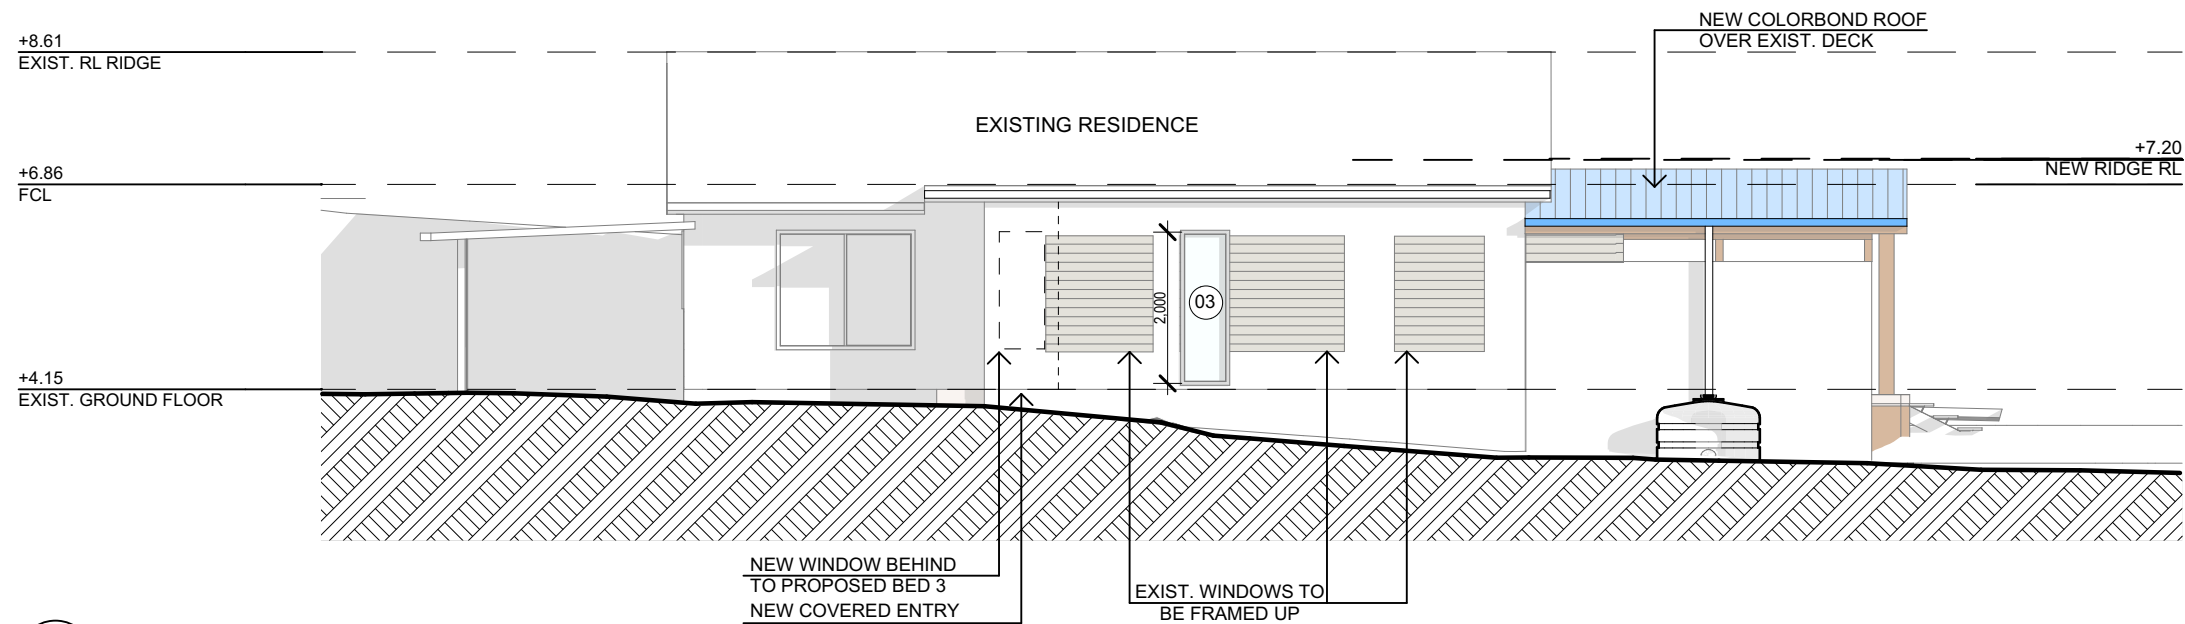 NEW COLORBOND ROOF
OVER EXIST. DECK
+8.61
EXIST. RL RIDGE
EXISTING RESIDENCE
+7.20
NEW RIDGE RL
+6.86
FCL
2,000
03
+4.15
EXIST. GROUND FLOOR
NEW WINDOW BEHIND
TO PROPOSED BED 3
NEW COVERED ENTRY
EXIST. WINDOWS TO
BE FRAMED UP